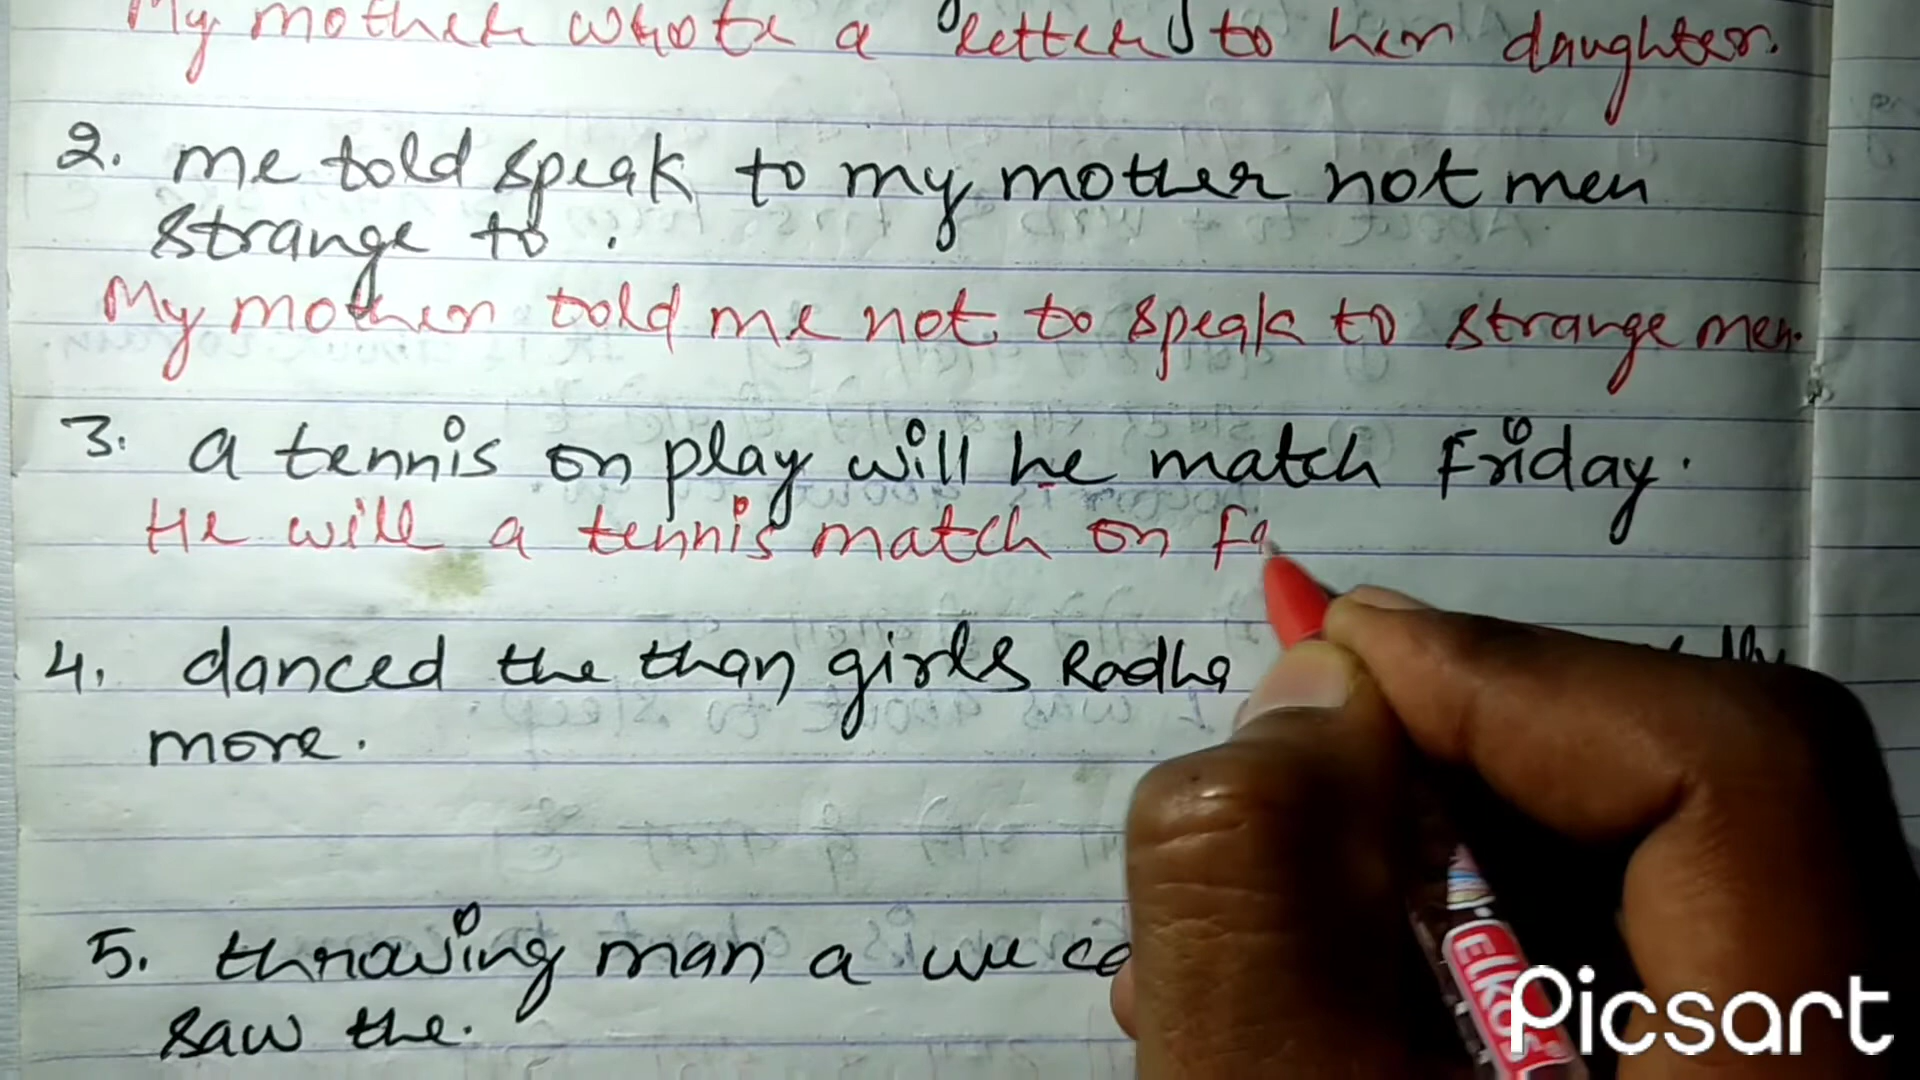 My mother wrote a letter to her daughter.
2. me told speak to my mother not men
strange to.
My mother told me not to speak to strange men.
3. a tennis on play will he match Friday.
He will a tennis match on
4. danced the than girls Radha
more.
5. throwing man a we
saw the.
ELKOS
Picsart